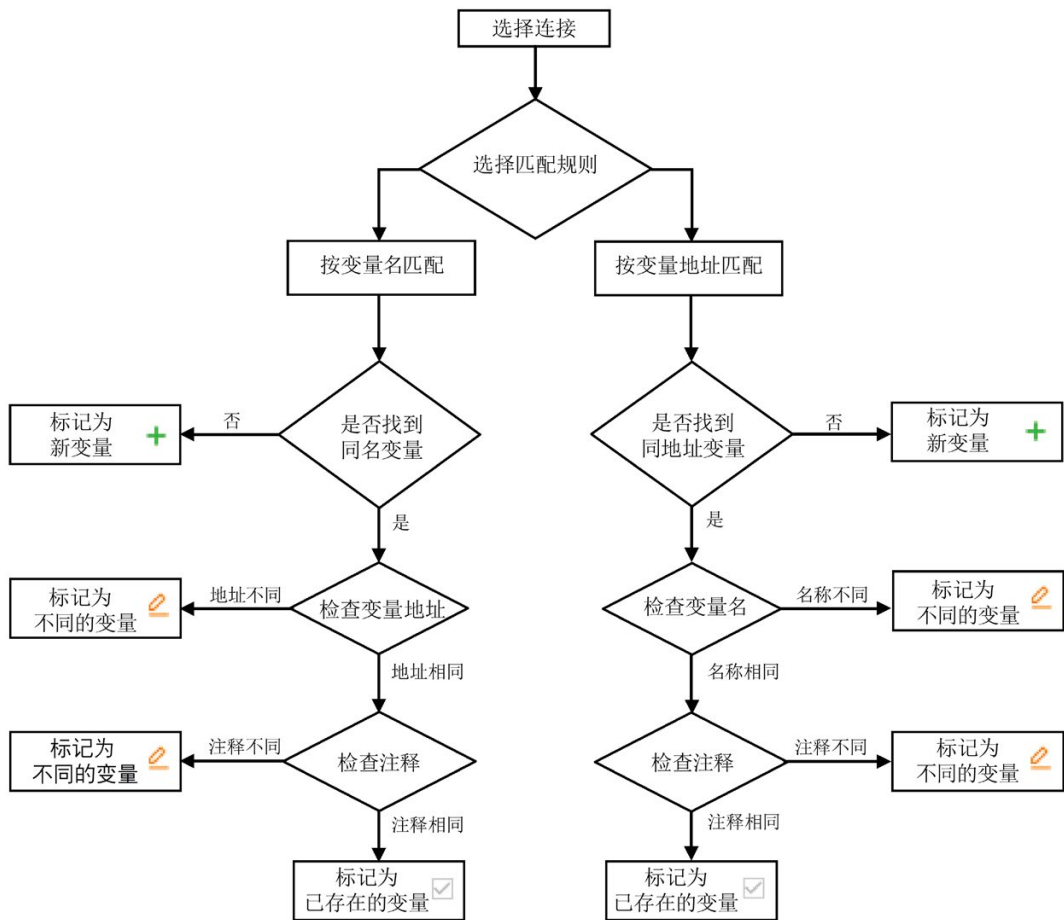 选择连接
选择匹配规则
按变量名匹配
按变量地址匹配
标记为
新变量
否
是否找到
同名变量
是否找到
同地址变量
否
标记为
新变量
是
是
标记为
不同的变量
地址不同
检查变量地址
检查变量名
名称不同
标记为
不同的变量
地址相同
名称相同
标记为
不同的变量
注释不同
检查注释
检查注释
注释不同
标记为
不同的变量
注释相同
注释相同
标记为
已存在的变量
标记为
已存在的变量